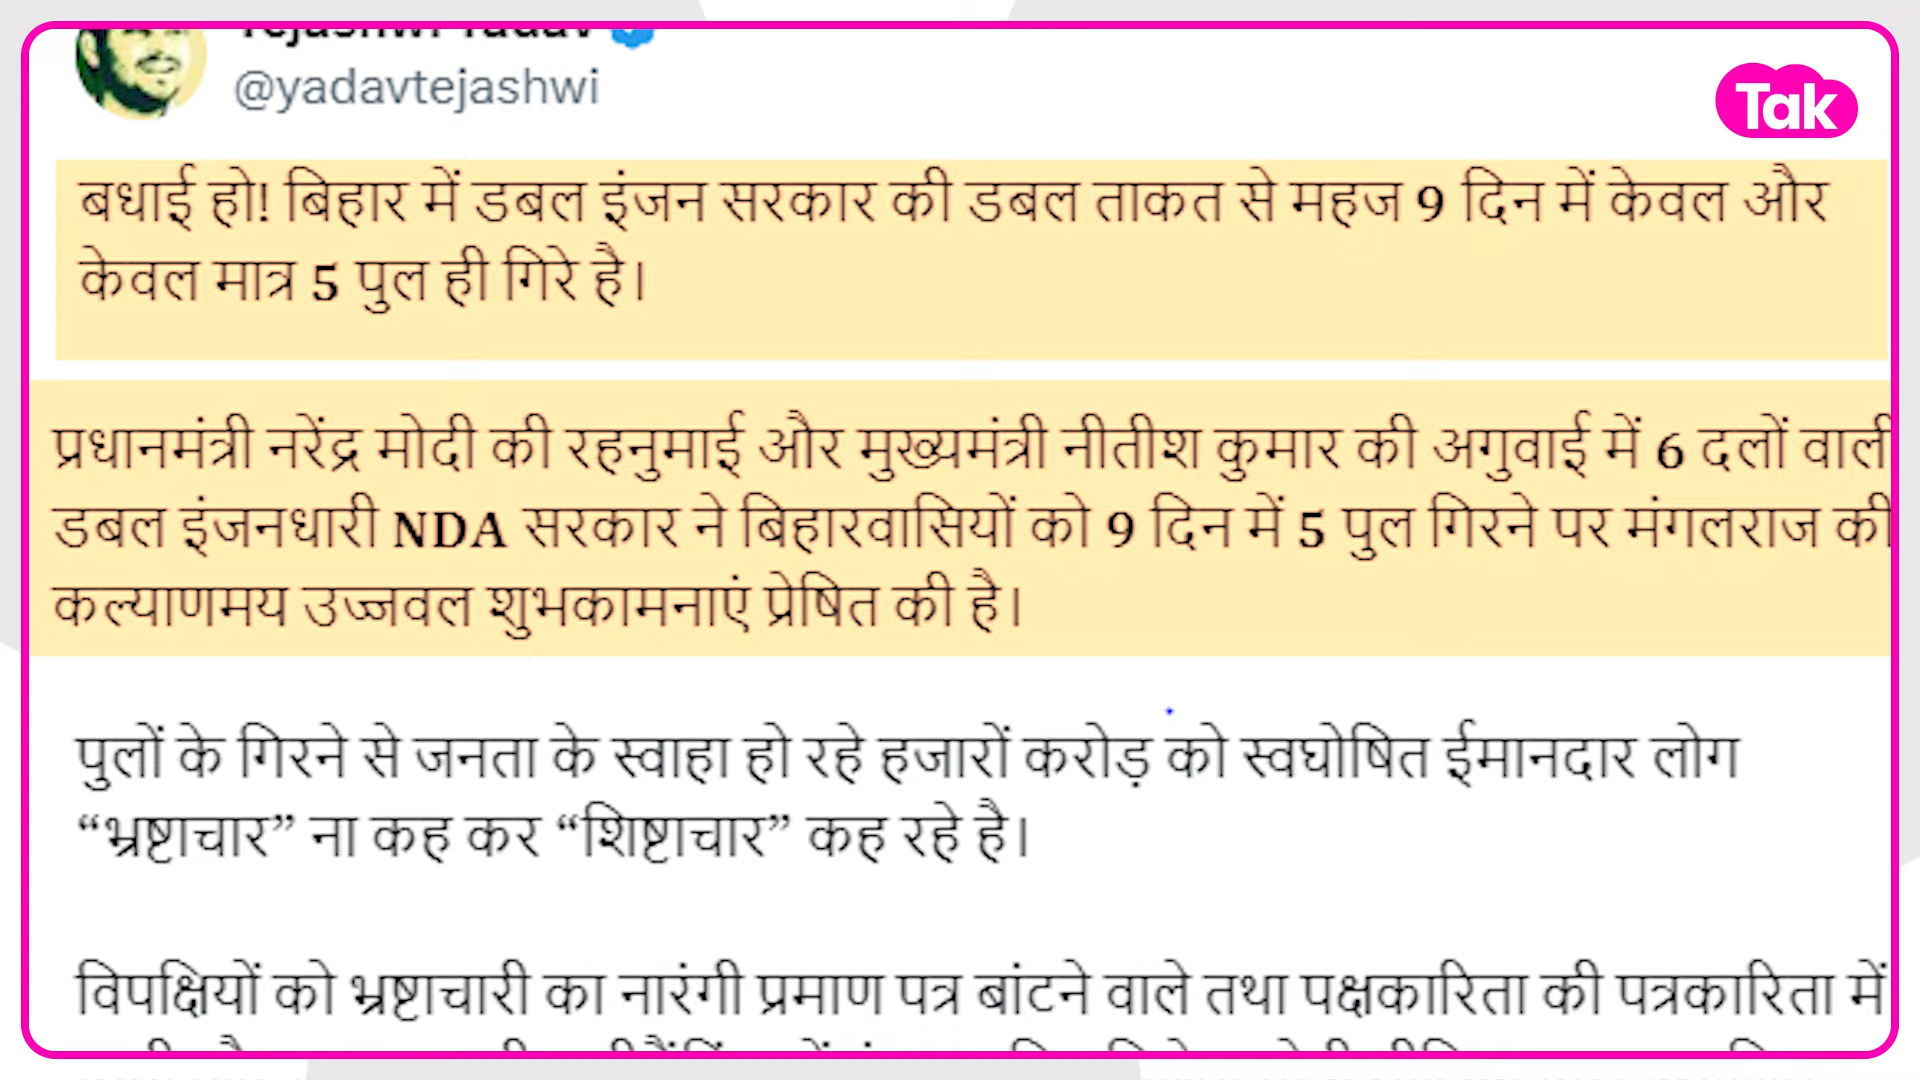 Tejashwi Yadav
@yadavtejashwi
Tak
बधाई हो! बिहार में डबल इंजन सरकार की डबल ताकत से महज 9 दिन में केवल और
केवल मात्र 5 पुल ही गिरे है।
प्रधानमंत्री नरेंद्र मोदी की रहनुमाई और मुख्यमंत्री नीतीश कुमार की अगुवाई में 6 दलों वाली
डबल इंजनधारी NDA सरकार ने बिहारवासियों को 9 दिन में 5 पुल गिरने पर मंगलराज की
कल्याणमय उज्जवल शुभकामनाएं प्रेषित की है।
पुलों के गिरने से जनता के स्वाहा हो रहे हजारों करोड़ को स्वघोषित ईमानदार लोग
“भ्रष्टाचार” ना कह कर “शिष्टाचार” कह रहे है।
विपक्षियों को भ्रष्टाचारी का नारंगी प्रमाण पत्र बांटने वाले तथा पक्षकारिता की पत्रकारिता में